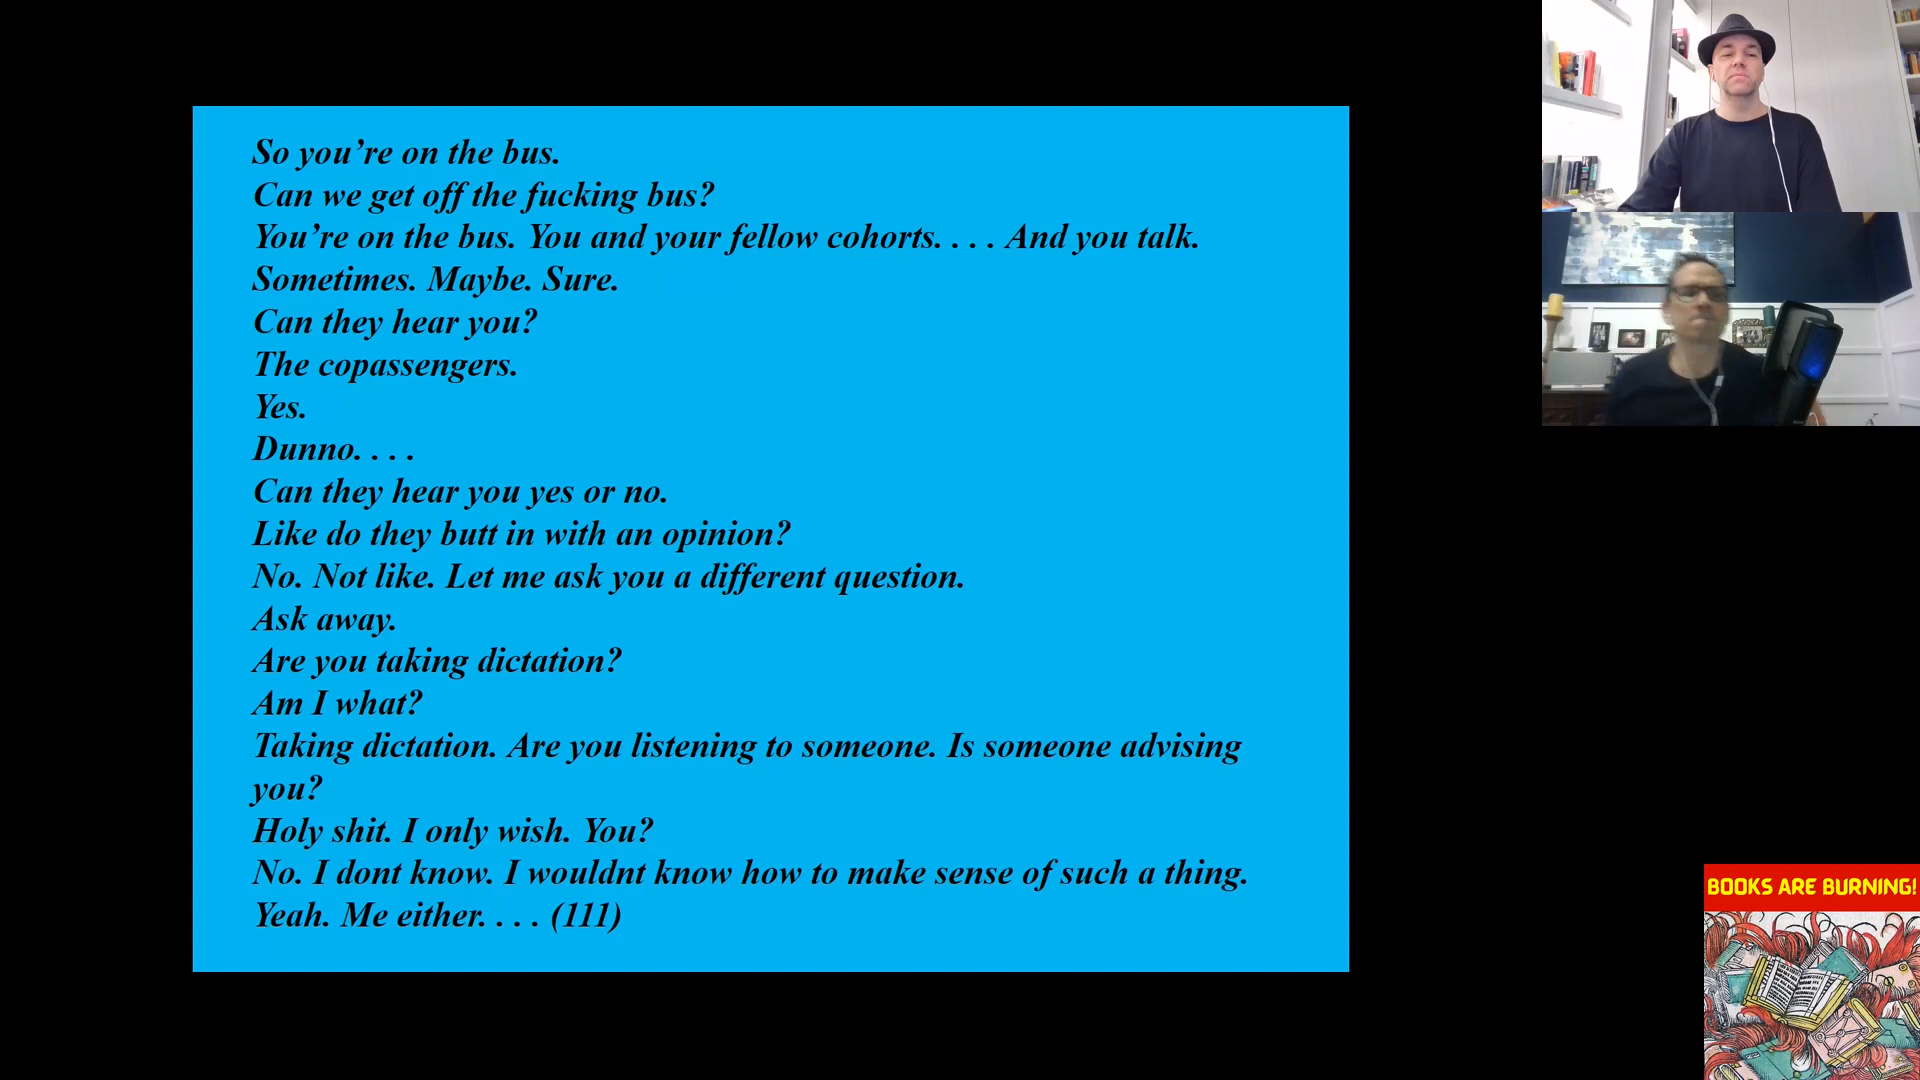 So you’re on the bus.
Can we get off the fucking bus?
You’re on the bus. You and your fellow cohorts. . . . And you talk.
Sometimes. Maybe. Sure.
Can they hear you?
The copassengers.
Yes.
Dunno. . . .
Can they hear you yes or no.
Like do they butt in with an opinion?
No. Not like. Let me ask you a different question.
Ask away.
Are you taking dictation?
Am I what?
Taking dictation. Are you listening to someone. Is someone advising
you?
Holy shit. I only wish. You?
No. I dont know. I wouldnt know how to make sense of such a thing.
Yeah. Me either. . . . (111)
BOOKS ARE BURNING!